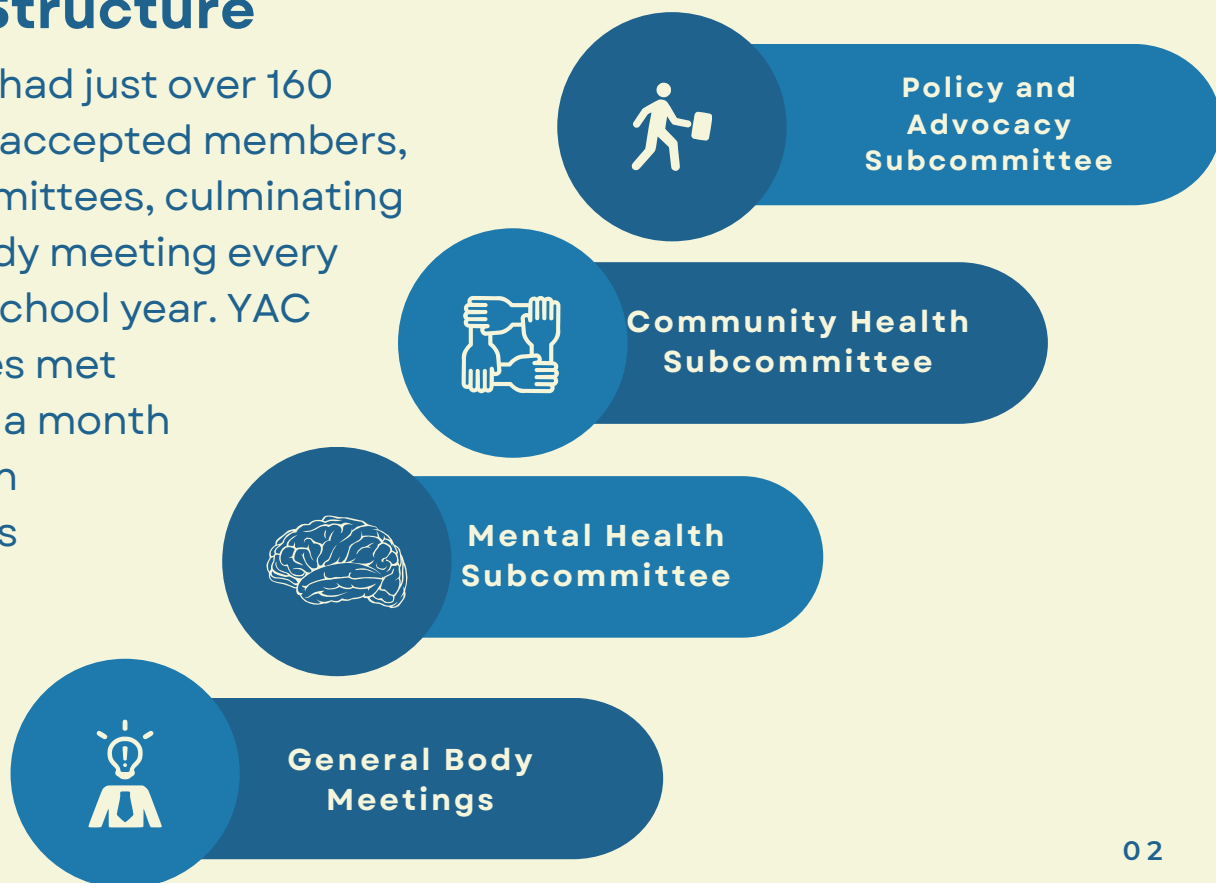 Structure
had just over 160
accepted members,
mittees, culminating
dy meeting every
chool year. YAC
es met
a month
n
s
Policy and
Advocacy
Subcommittee
Community Health
Subcommittee
Mental Health
Subcommittee
General Body
Meetings
02